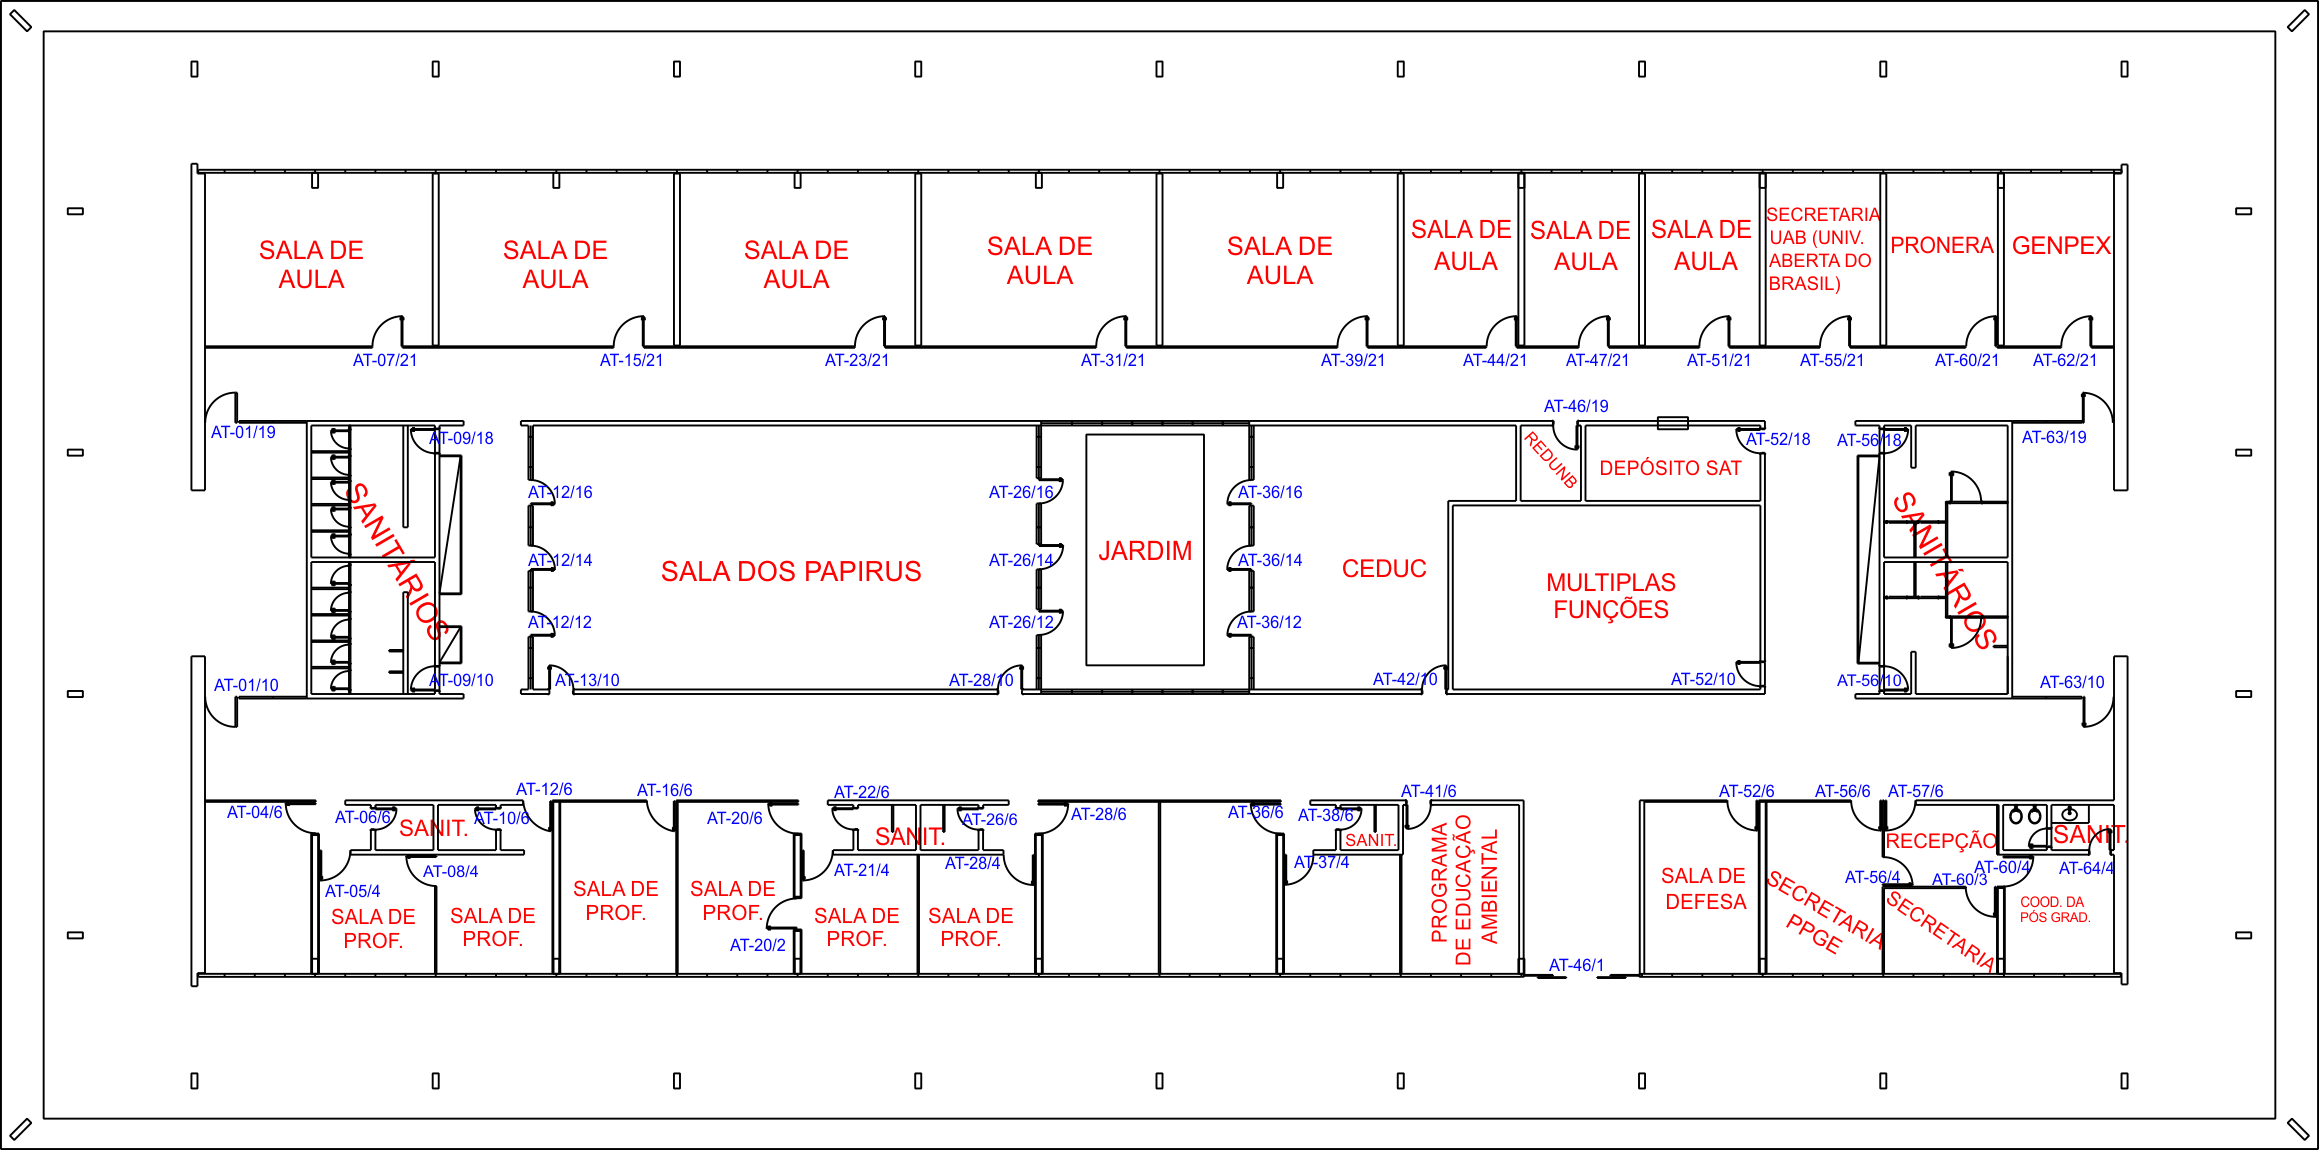 SALA DE
AULA
SALA DE
AULA
SALA DE
AULA
SALA DE
AULA
SALA DE
AULA
SALA DE
AULA
SALA DE
AULA
SALA DE
AULA
SECRETARIA
UAB (UNIV.
ABERTA DO
BRASIL)
PRONERA
GENPEX
AT-07/21
AT-15/21
AT-23/21
AT-31/21
AT-39/21
AT-44/21
AT-47/21
AT-51/21
AT-55/21
AT-60/21
AT-62/21
AT-01/19
AT-09/18
AT-46/19
AT-52/18
AT-56/18
AT-63/19
REDUNB
DEPÓSITO SAT
AT-12/16
AT-26/16
AT-36/16
SANITÁRIOS
AT-12/14
AT-26/14
AT-36/14
SALA DOS PAPIRUS
JARDIM
CEDUC
MULTIPLAS
FUNÇÕES
SANITÁRIOS
AT-12/12
AT-26/12
AT-36/12
AT-01/10
AT-09/10
AT-13/10
AT-28/10
AT-42/10
AT-52/10
AT-56/10
AT-63/10
AT-04/6
AT-06/6
SANIT.
AT-10/6
AT-12/6
AT-16/6
AT-20/6
AT-22/6
SANIT.
AT-26/6
AT-28/6
AT-36/6
AT-38/6
SANIT.
AT-41/6
AT-52/6
AT-56/6
AT-57/6
RECEPÇÃO
SANIT.
AT-05/4
AT-08/4
AT-21/4
AT-28/4
AT-37/4
AT-56/4
AT-60/3
AT-60/4
AT-64/4
SALA DE
PROF.
SALA DE
PROF.
SALA DE
PROF.
SALA DE
PROF.
AT-20/2
SALA DE
PROF.
SALA DE
PROF.
PROGRAMA
DE EDUCAÇÃO
AMBIENTAL
AT-46/1
SALA DE
DEFESA
SECRETARIA
PPGE
SECRETARIA
COOD. DA
PÓS GRAD.